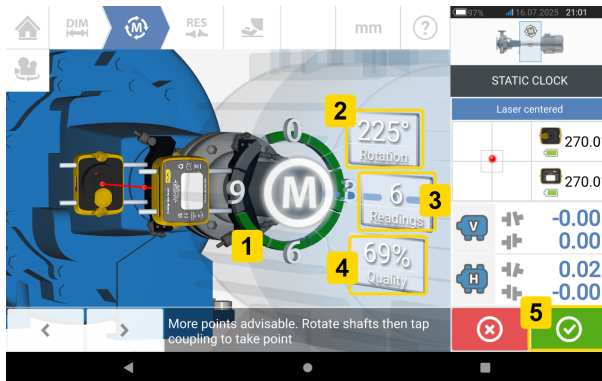 DIM
M
RES
mm
?
97%
16.07.2025 21:01
STATIC CLOCK
Laser centered
270.0
270.0
V
-0.00
0.00
H
0.02
-0.00
0
3
6
9
M
2
225°
Rotation
6
Readings
3
69%
Quality
4
1
5
More points advisable. Rotate shafts then tap
coupling to take point